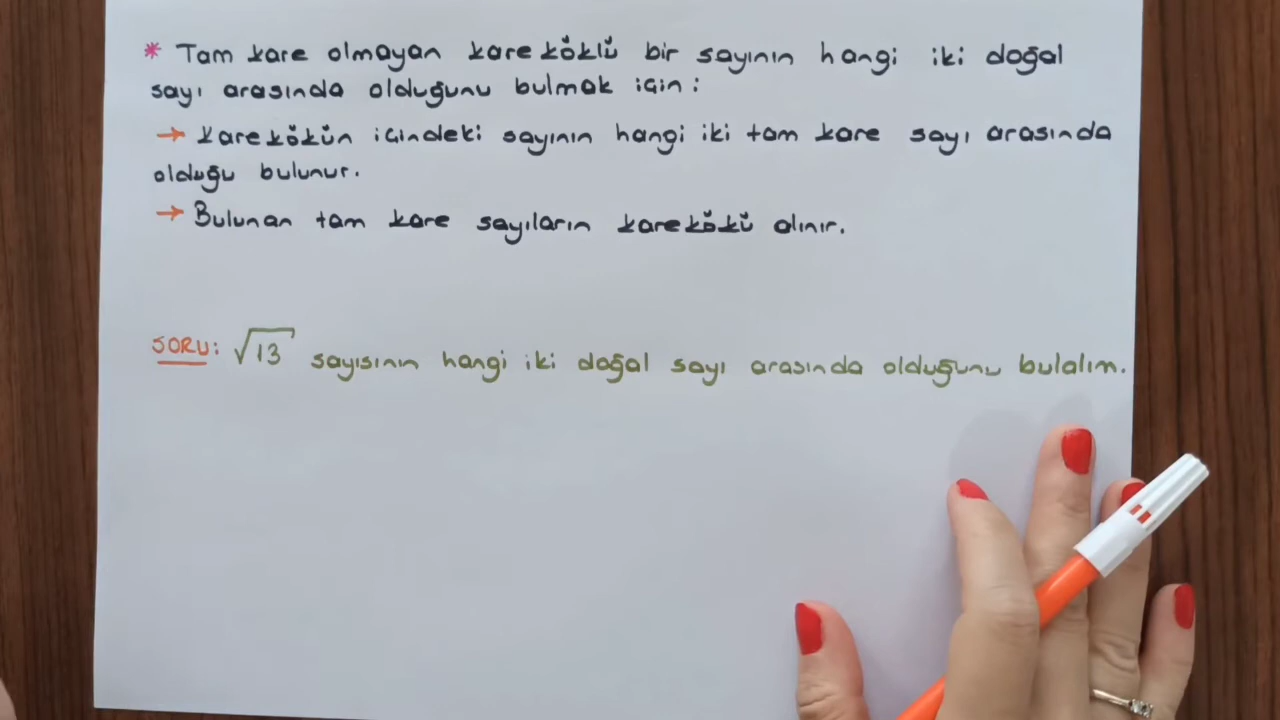 * Tam kare olmayan kareköklü bir sayının hangi iki doğal
sayı arasında olduğunu bulmak için:
→ Karekökün içindeki sayının hangi iki tam kare sayı arasında
olduğu bulunur.
→ Bulunan tam kare sayıların karekökü alınır.
SORU: √13 sayısının hangi iki doğal sayı arasında olduğunu bulalım.